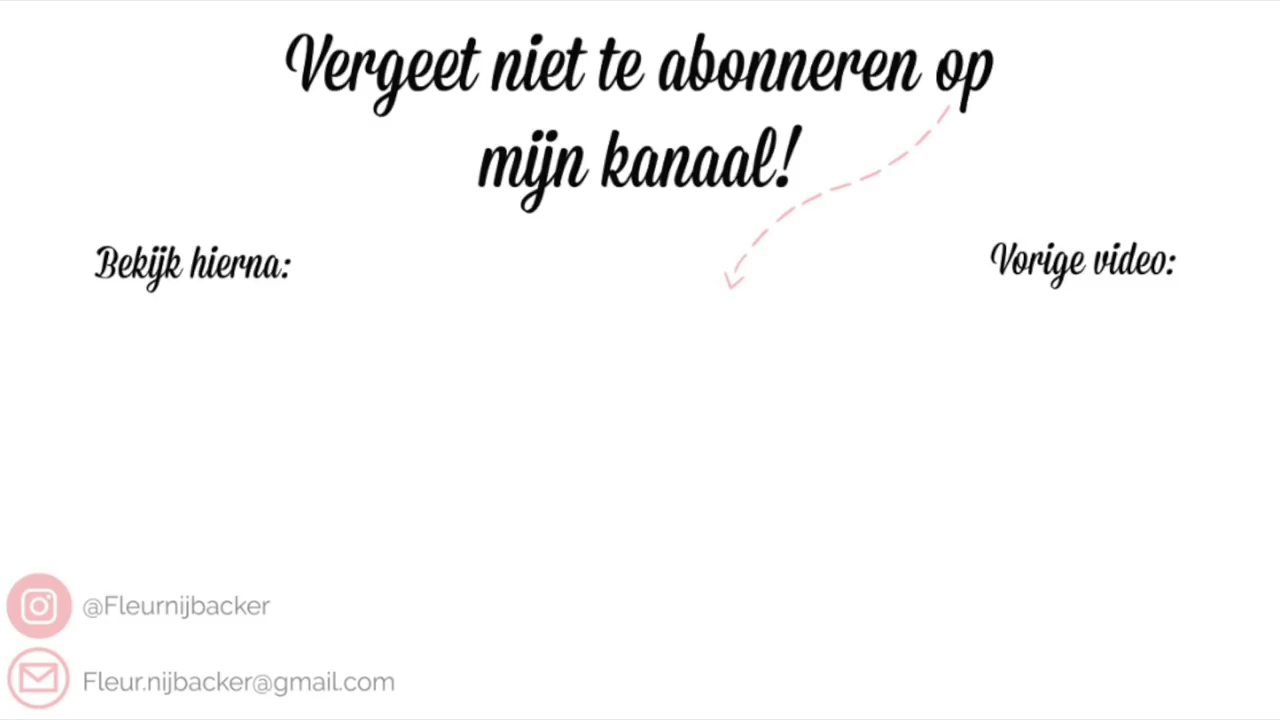 Vergeet niet te abonneren op
mijn kanaal!
Bekijk hierna:
Vorige video:
@Fleurnijbacker
Fleur.nijbacker@gmail.com